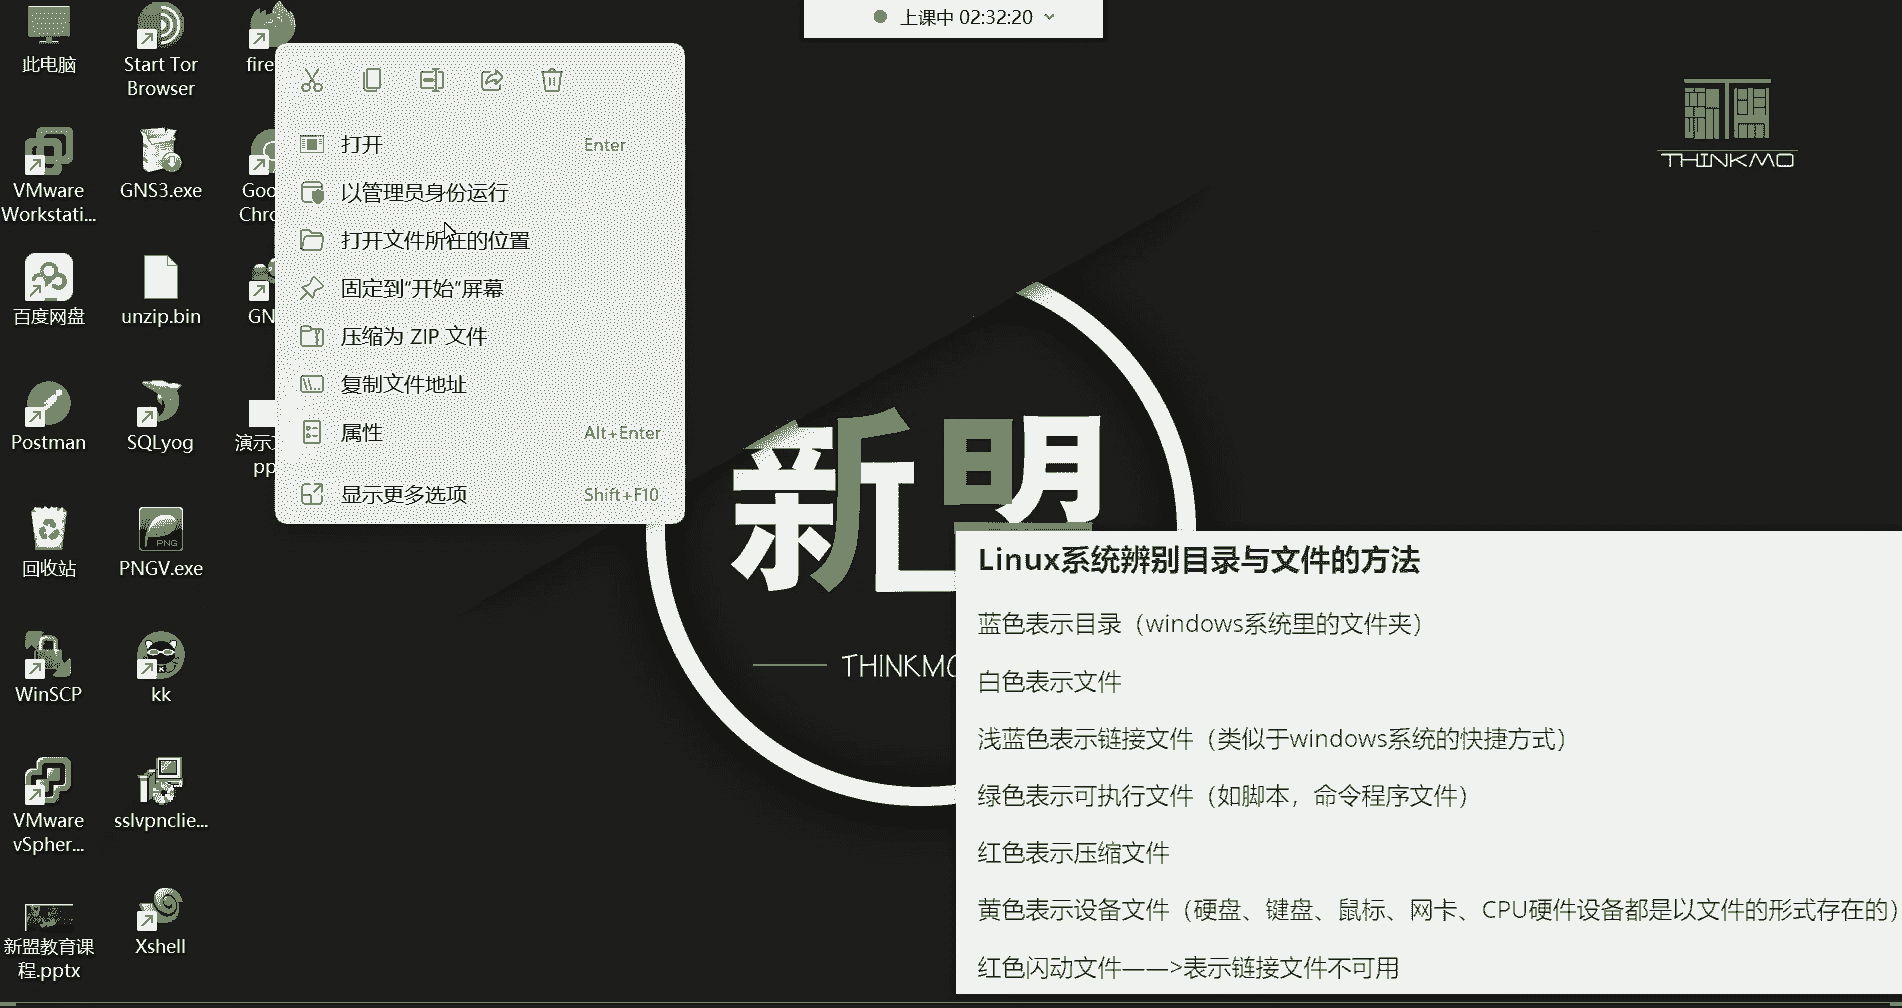 上课中 02:32:20
此电脑
Start Tor
Browser
fire
VMware
Workstati...
GNS3.exe
Goo
Chro
百度网盘
unzip.bin
GN
Postman
SQLyog
演示
pp
回收站
PNGV.exe
PNG
WinSCP
kk
VMware
vSpher...
sslvpnclie...
新盟教育课
程.pptx
Xshell
打开 Enter
以管理员身份运行
打开文件所在的位置
固定到"开始"屏幕
压缩为 ZIP 文件
复制文件地址
属性 Alt+Enter
显示更多选项 Shift+F10
THINKMO
新盟
THINKMO
Linux系统辨别目录与文件的方法
蓝色表示目录（windows系统里的文件夹）
白色表示文件
浅蓝色表示链接文件（类似于windows系统的快捷方式）
绿色表示可执行文件（如脚本，命令程序文件）
红色表示压缩文件
黄色表示设备文件（硬盘、键盘、鼠标、网卡、CPU硬件设备都是以文件的形式存在的）
红色闪动文件——>表示链接文件不可用